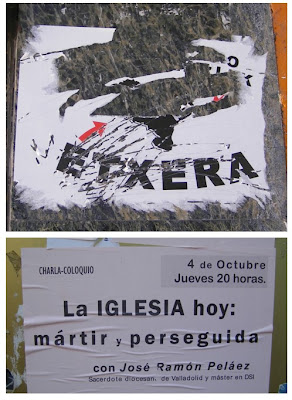 ETXERA
CHARLA-COLOQUIO
4 de Octubre
Jueves 20 horas.
La IGLESIA hoy:
mártir y perseguida
con José Ramón Peláez
Sacerdote diocesan. de Valladolid y máster en DSI